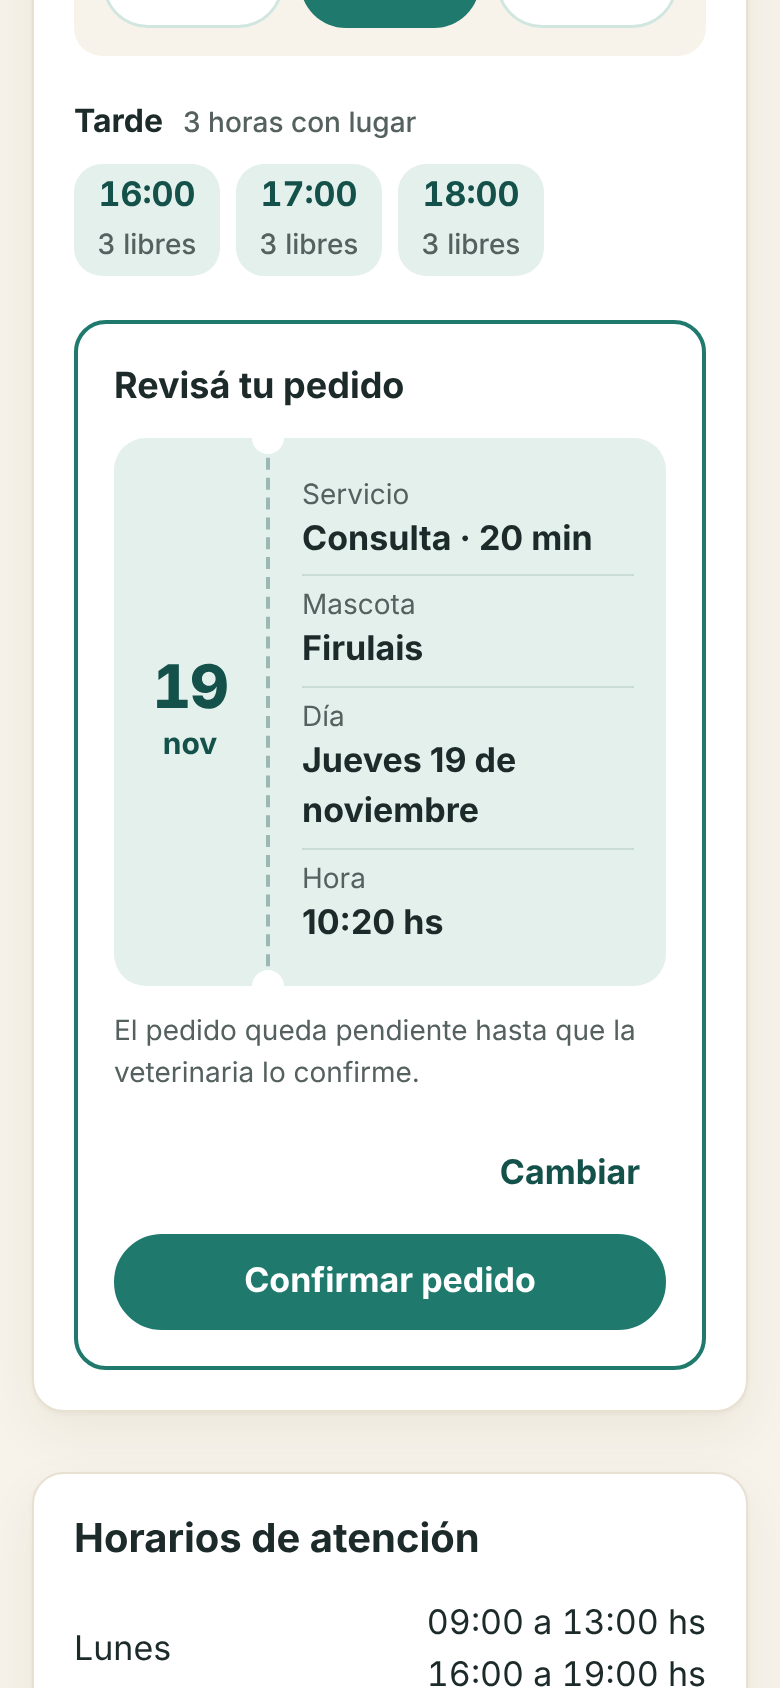 Tarde 3 horas con lugar
16:00 17:00 18:00
3 libres 3 libres 3 libres
Revisá tu pedido
19
nov
Servicio
Consulta · 20 min
Mascota
Firulais
Día
Jueves 19 de
noviembre
Hora
10:20 hs
El pedido queda pendiente hasta que la
veterinaria lo confirme.
Cambiar
Confirmar pedido
Horarios de atención
Lunes
09:00 a 13:00 hs
16:00 a 19:00 hs